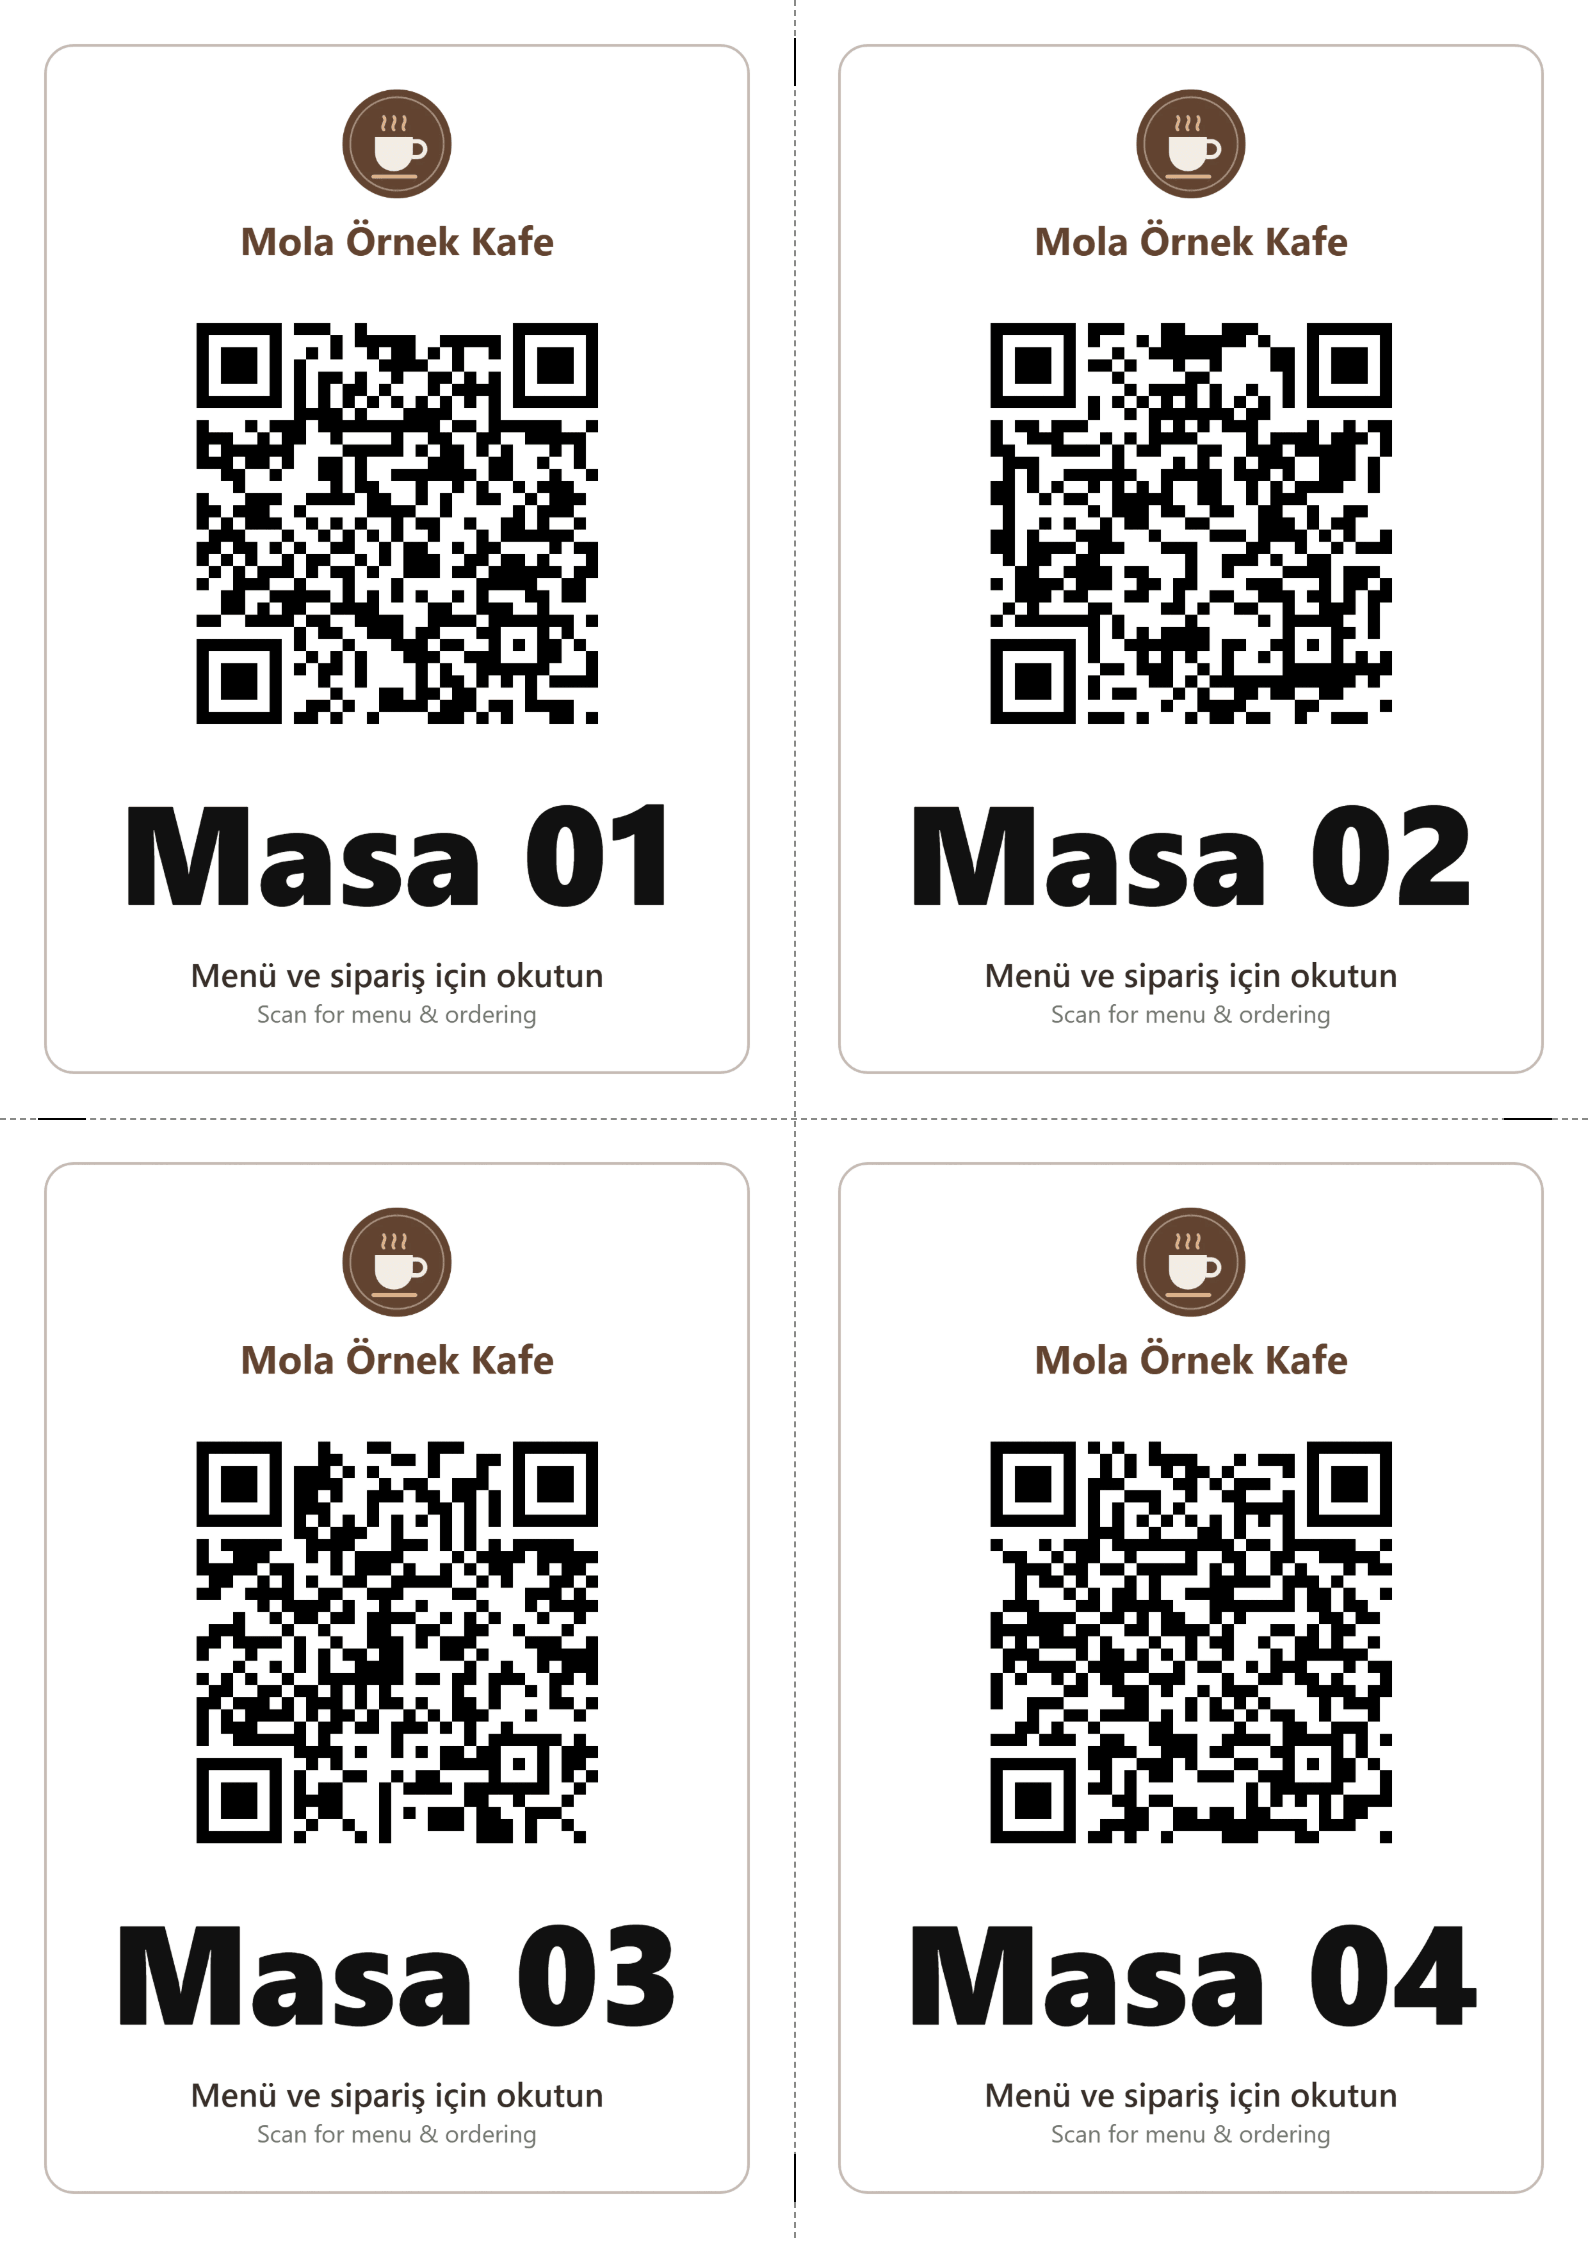 Mola Örnek Kafe
Masa 01
Menü ve sipariş için okutun
Scan for menu & ordering
Mola Örnek Kafe
Masa 02
Menü ve sipariş için okutun
Scan for menu & ordering
Mola Örnek Kafe
Masa 03
Menü ve sipariş için okutun
Scan for menu & ordering
Mola Örnek Kafe
Masa 04
Menü ve sipariş için okutun
Scan for menu & ordering